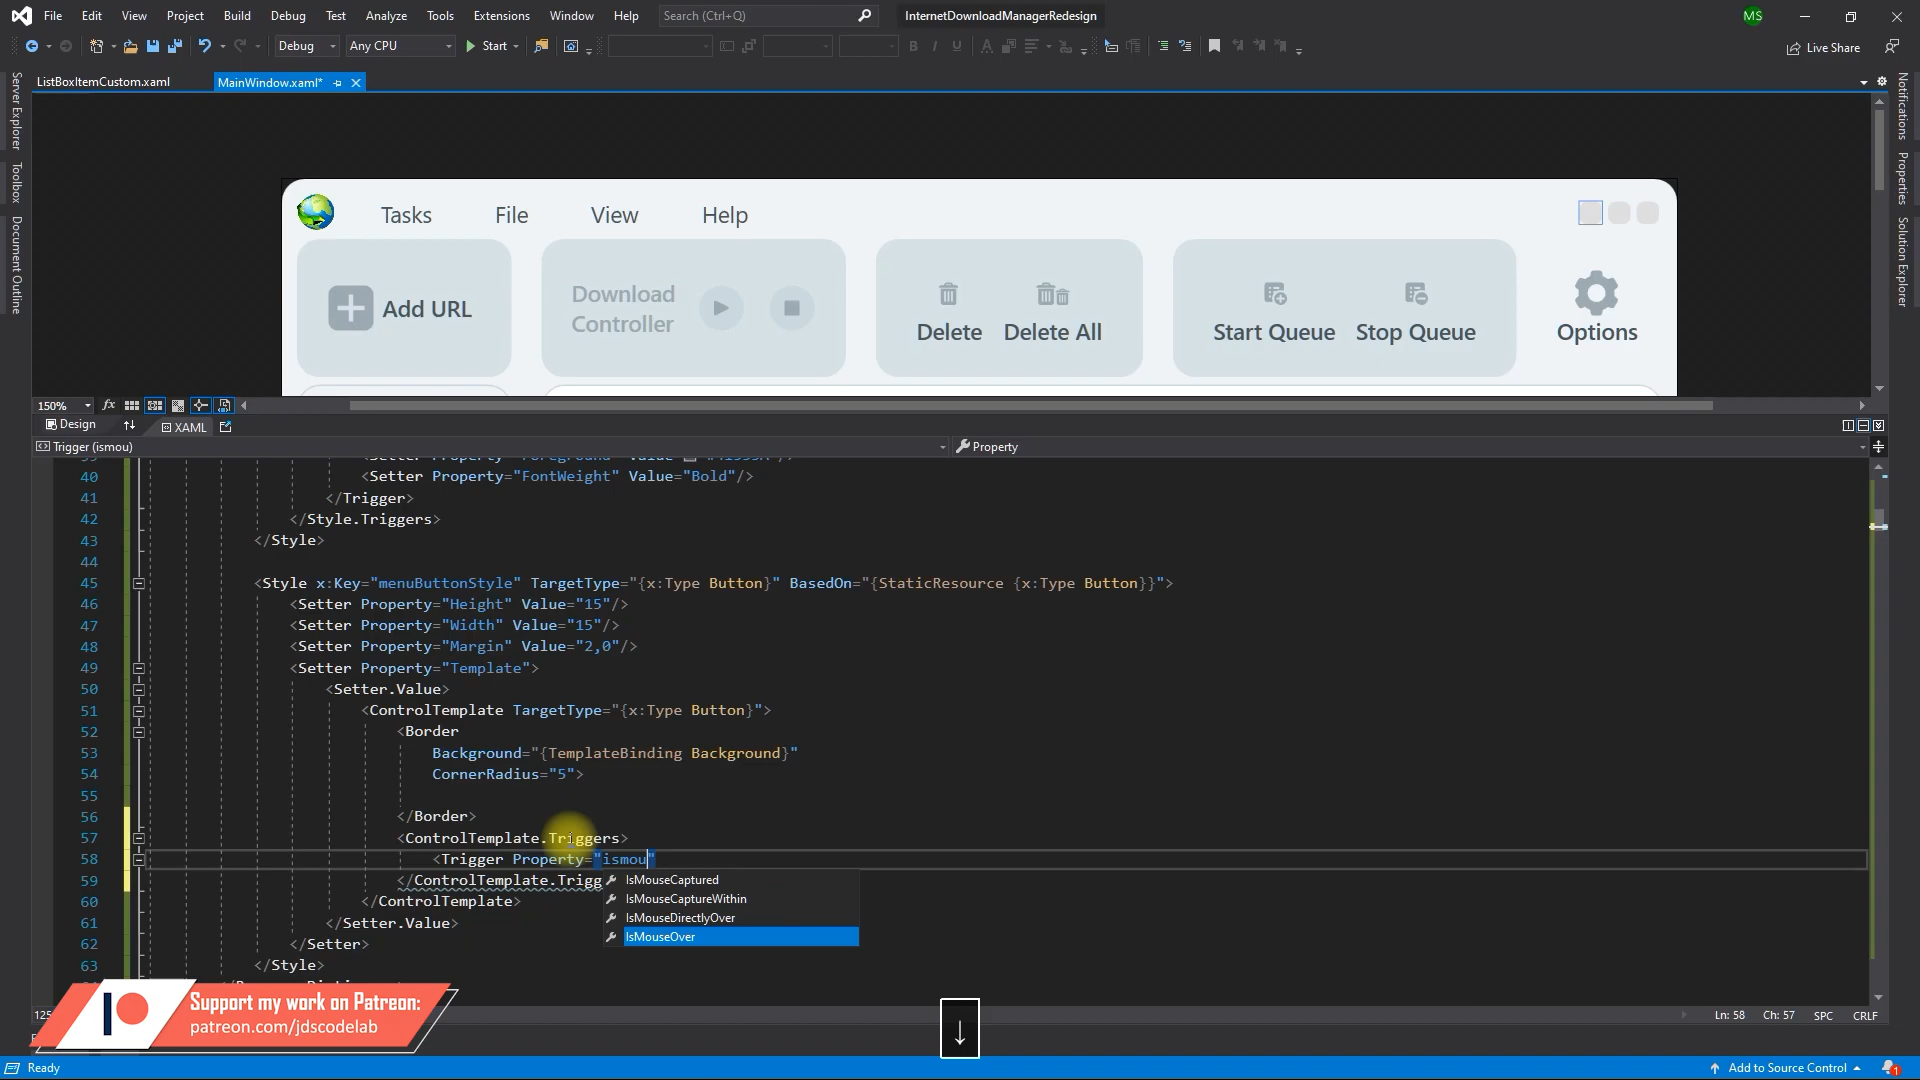 File Edit View Project Build Debug Test Analyze Tools Extensions Window Help Search (Ctrl+Q) InternetDownloadManagerRedesign MS
Debug Any CPU Start Live Share
ListBoxItemCustom.xaml MainWindow.xaml*
Server Explorer
Toolbox
Document Outline
Notifications
Properties
Solution Explorer
Tasks File View Help
Add URL
Download
Controller
Delete Delete All
Start Queue Stop Queue
Options
150% fx
Design XAML
Trigger (ismou) Property
40 <Setter Property="FontWeight" Value="Bold"/>
41 </Trigger>
42 </Style.Triggers>
43 </Style>
44
45 <Style x:Key="menuButtonStyle" TargetType="{x:Type Button}" BasedOn="{StaticResource {x:Type Button}}">
46 <Setter Property="Height" Value="15"/>
47 <Setter Property="Width" Value="15"/>
48 <Setter Property="Margin" Value="2,0"/>
49 <Setter Property="Template">
50 <Setter.Value>
51 <ControlTemplate TargetType="{x:Type Button}">
52 <Border
53 Background="{TemplateBinding Background}"
54 CornerRadius="5">
55
56 </Border>
57 <ControlTemplate.Triggers>
58 <Trigger Property="ismou"
59 </ControlTemplate.Trigg
60 </ControlTemplate>
61 </Setter.Value>
62 </Setter>
63 </Style>
IsMouseCaptured
IsMouseCaptureWithin
IsMouseDirectlyOver
IsMouseOver
Support my work on Patreon:
patreon.com/jdscodelab
↓
125
Ln: 58 Ch: 57 SPC CRLF
Ready Add to Source Control 1